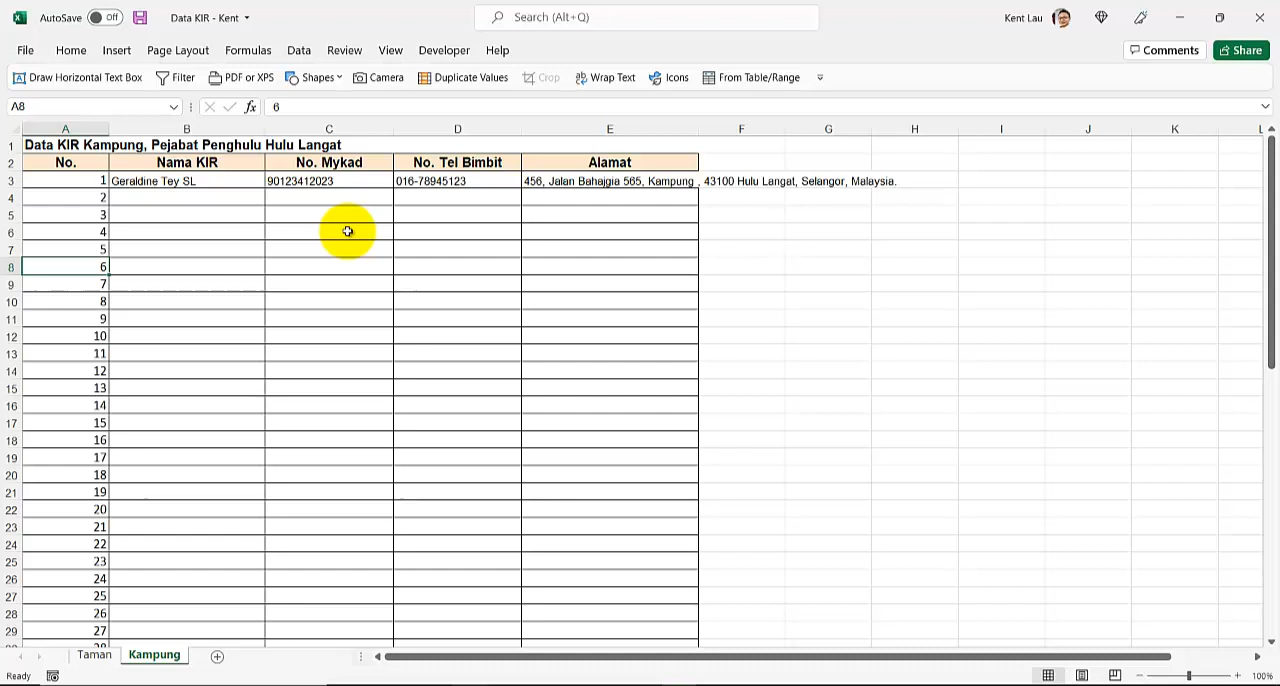 AutoSave Off Data KIR - Kent Search (Alt+Q) Kent Lau
File Home Insert Page Layout Formulas Data Review View Developer Help Comments Share
Draw Horizontal Text Box Filter PDF or XPS Shapes Camera Duplicate Values Crop Wrap Text Icons From Table/Range
A8 fx 6
A B C D E F G H I J K L
1 Data KIR Kampung, Pejabat Penghulu Hulu Langat
2 No. Nama KIR No. Mykad No. Tel Bimbit Alamat
3 1 Geraldine Tey SL 90123412023 016-78945123 456, Jalan Bahajgia 565, Kampung , 43100 Hulu Langat, Selangor, Malaysia.
4 2
5 3
6 4
7 5
8 6
9 7
10 8
11 9
12 10
13 11
14 12
15 13
16 14
17 15
18 16
19 17
20 18
21 19
22 20
23 21
24 22
25 23
26 24
27 25
28 26
29 27
Taman Kampung
Ready 100%